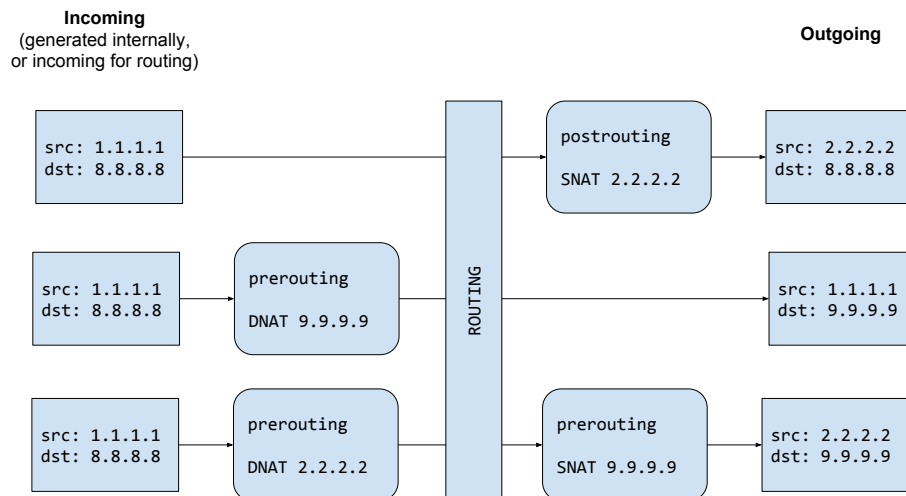 Incoming
(generated internally,
or incoming for routing)
Outgoing
src: 1.1.1.1
dst: 8.8.8.8
postrouting
SNAT 2.2.2.2
src: 2.2.2.2
dst: 8.8.8.8
src: 1.1.1.1
dst: 8.8.8.8
prerouting
DNAT 9.9.9.9
ROUTING
src: 1.1.1.1
dst: 9.9.9.9
src: 1.1.1.1
dst: 8.8.8.8
prerouting
DNAT 2.2.2.2
prerouting
SNAT 9.9.9.9
src: 2.2.2.2
dst: 9.9.9.9